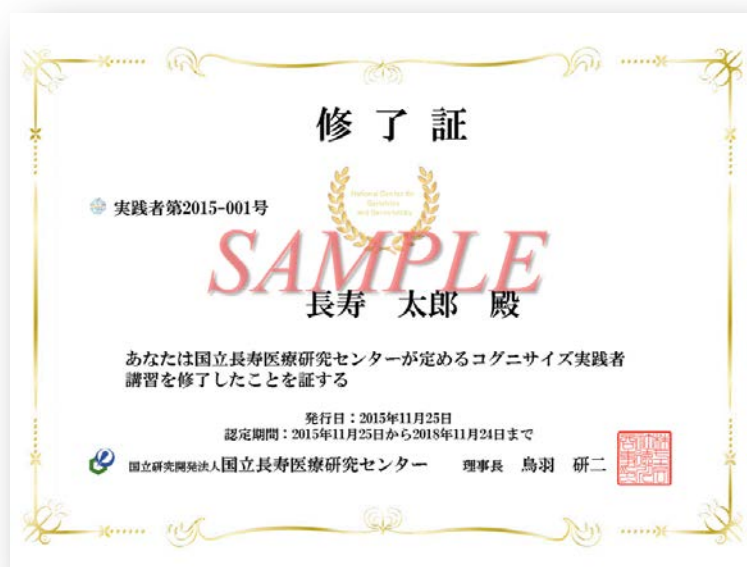 修了証
National Center for
Geriatrics
and Gerontology
実践者第2015-001号
SAMPLE
長寿 太郎 殿
あなたは国立長寿医療研究センターが定めるコグニサイズ実践者
講習を修了したことを証する
発行日:2015年11月25日
認定期間:2015年11月25日から2018年11月24日まで
国立研究開発法人国立長寿医療研究センター 理事長 鳥羽 研二